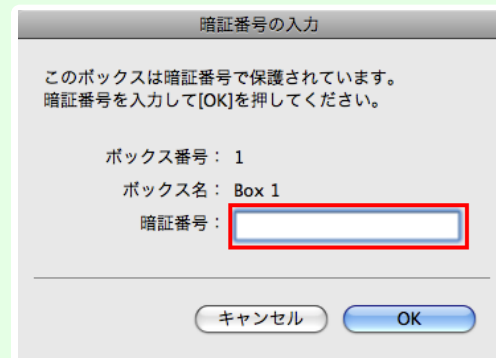 暗証番号の入力
このボックスは暗証番号で保護されています。
暗証番号を入力して[OK]を押してください。
ボックス番号： 1
ボックス名： Box 1
暗証番号：
キャンセル OK